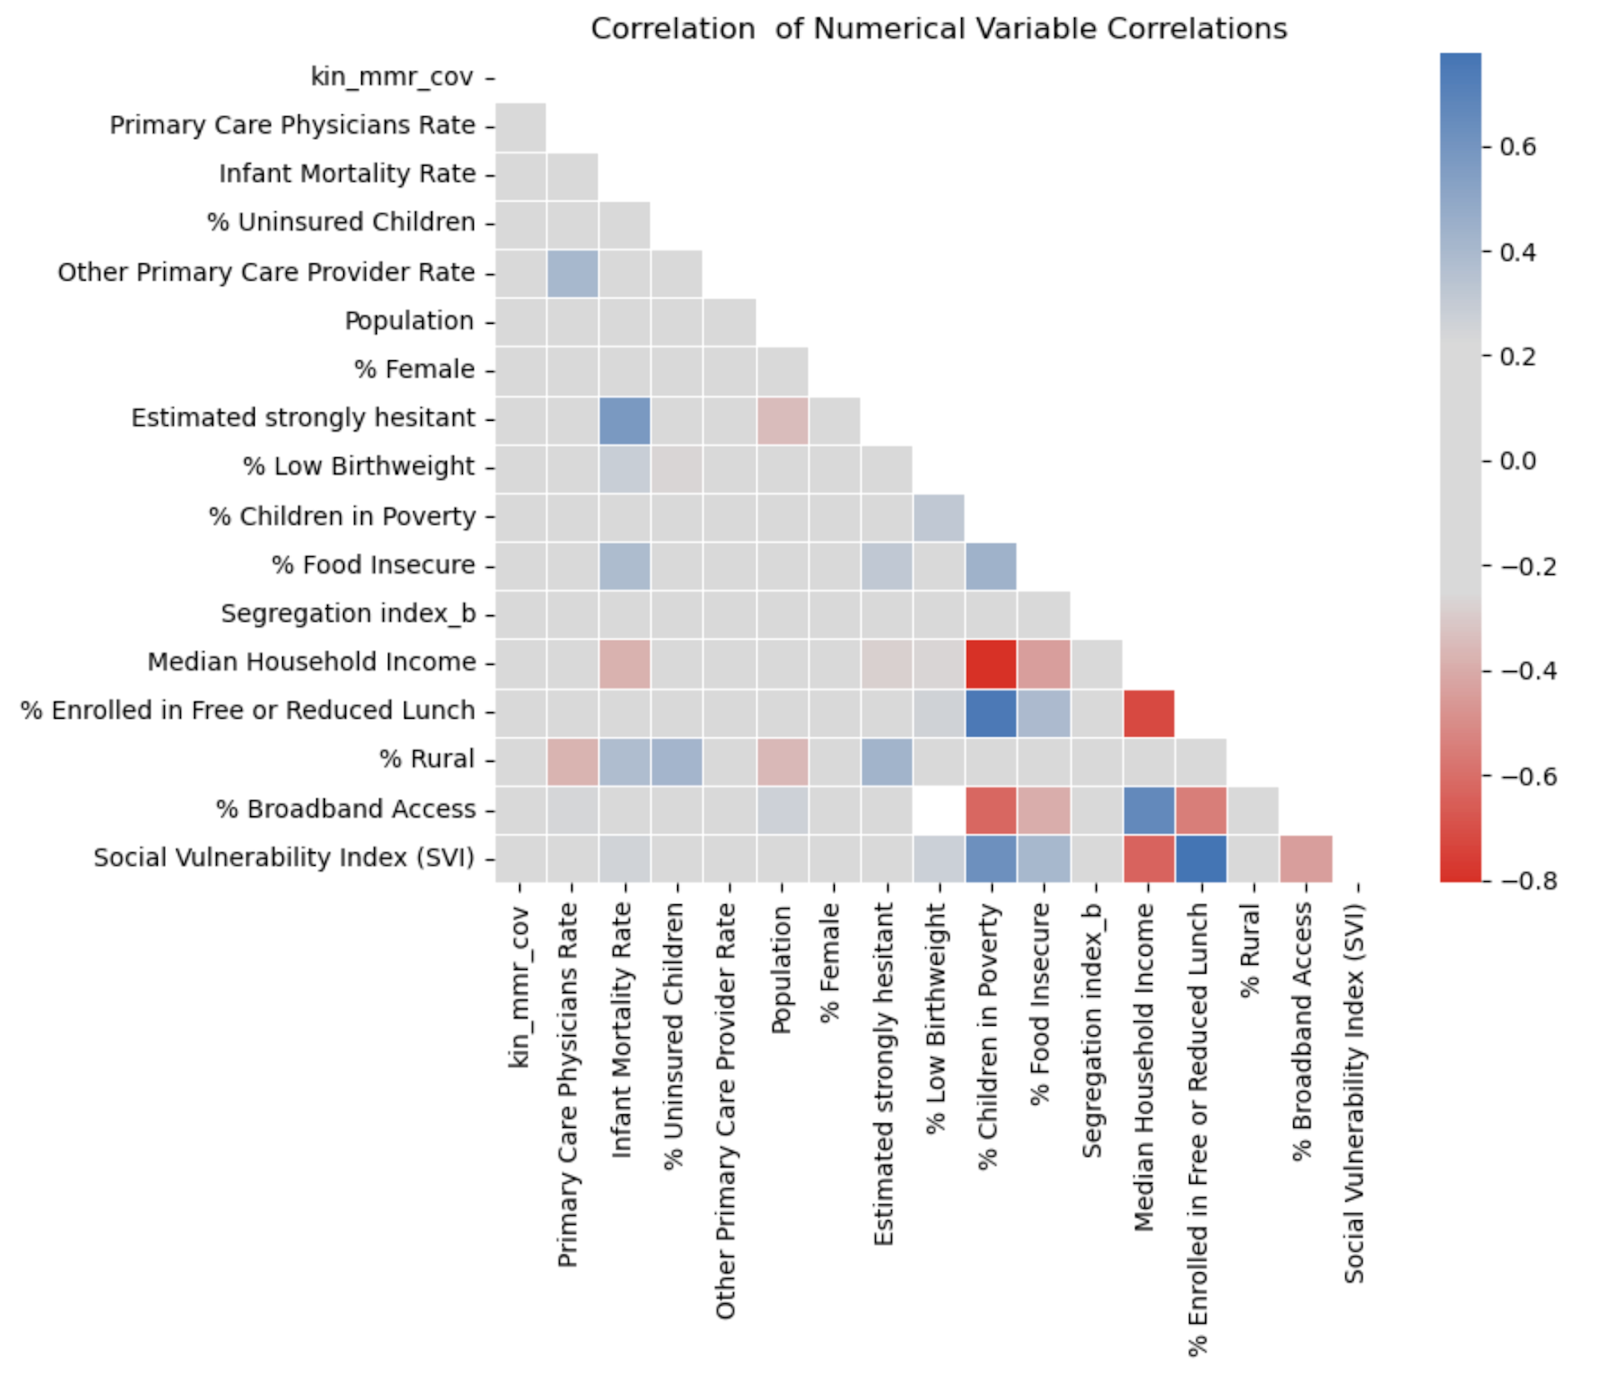 Correlation  of Numerical Variable Correlations
kin_mmr_cov
Primary Care Physicians Rate
Infant Mortality Rate
% Uninsured Children
Other Primary Care Provider Rate
Population
% Female
Estimated strongly hesitant
% Low Birthweight
% Children in Poverty
% Food Insecure
Segregation index_b
Median Household Income
% Enrolled in Free or Reduced Lunch
% Rural
% Broadband Access
Social Vulnerability Index (SVI)
kin_mmr_cov
Primary Care Physicians Rate
Infant Mortality Rate
% Uninsured Children
Other Primary Care Provider Rate
Population
% Female
Estimated strongly hesitant
% Low Birthweight
% Children in Poverty
% Food Insecure
Segregation index_b
Median Household Income
% Enrolled in Free or Reduced Lunch
% Rural
% Broadband Access
Social Vulnerability Index (SVI)
0.6
0.4
0.2
0.0
−0.2
−0.4
−0.6
−0.8